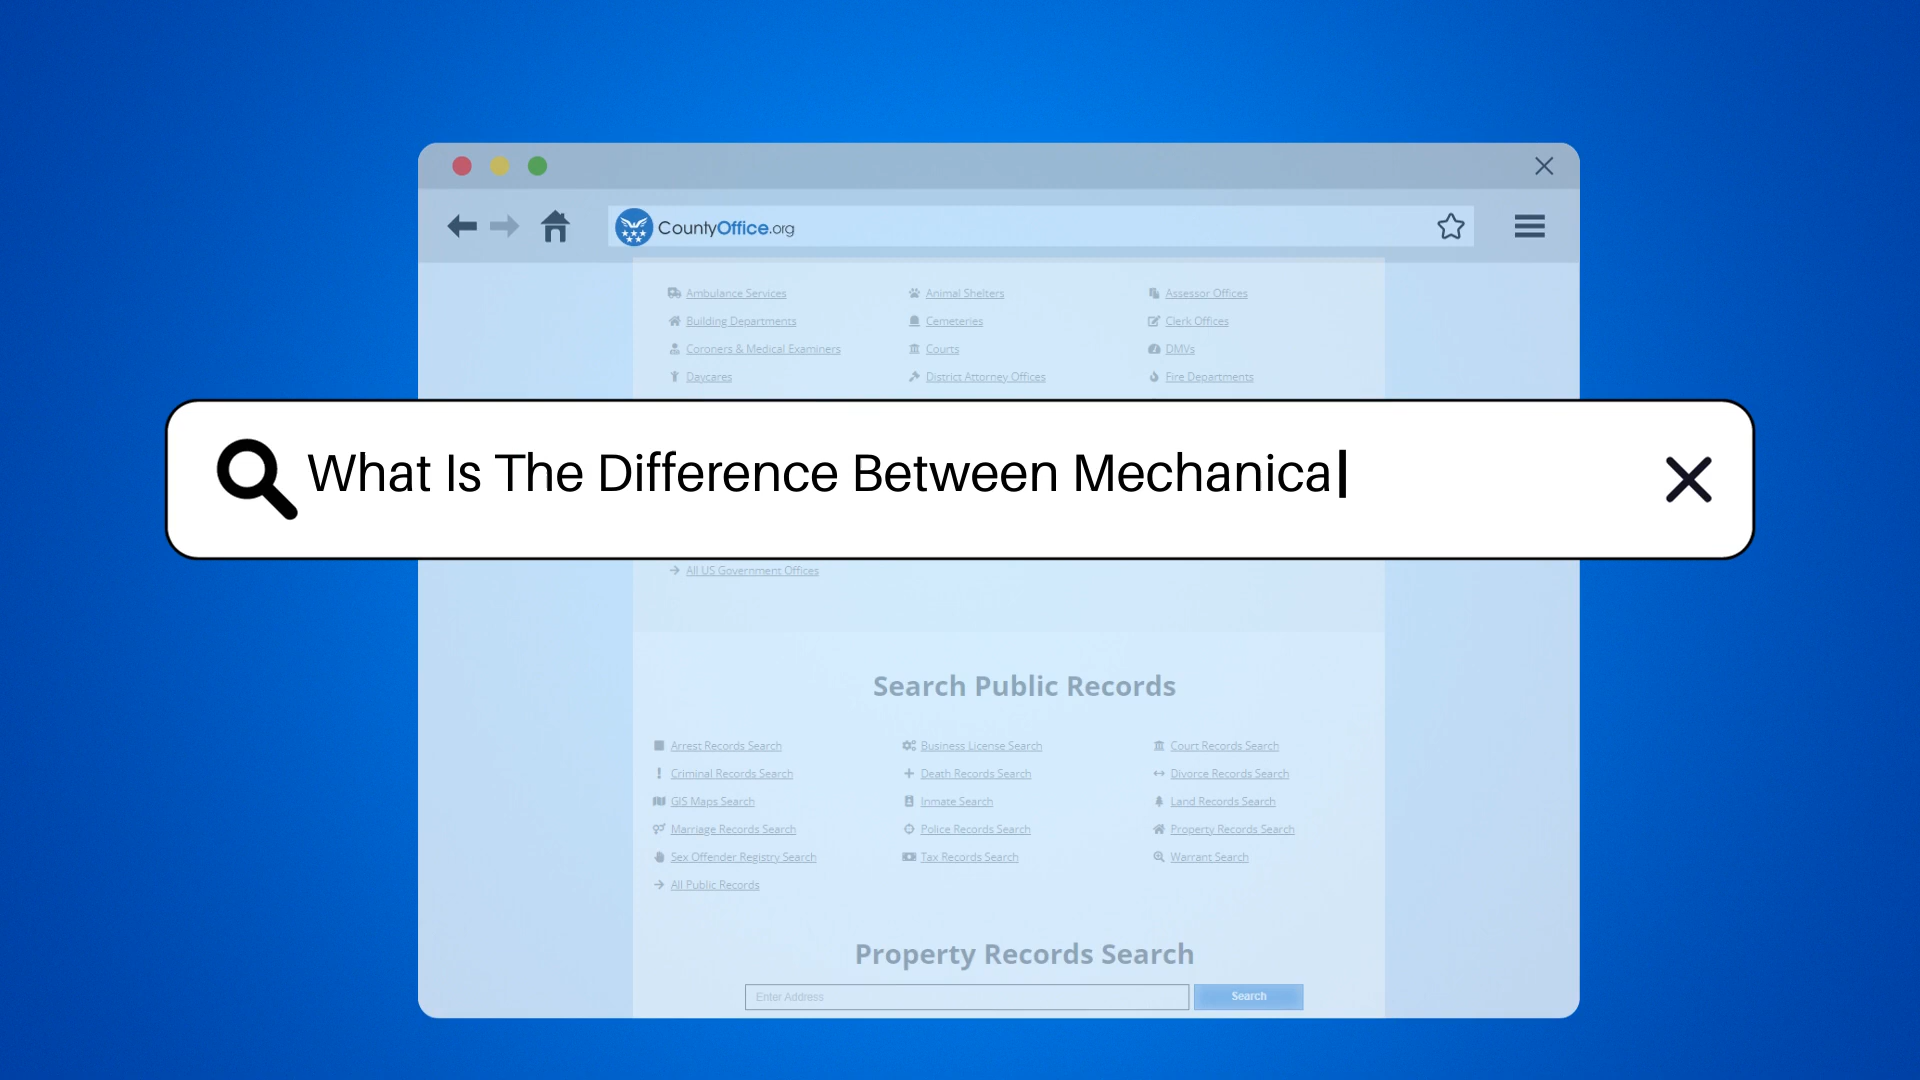 CountyOffice.org
Ambulance Services Animal Shelters Assessor Offices
Building Departments Cemeteries Clerk Offices
Coroners & Medical Examiners Courts DMVs
Daycares District Attorney Offices Fire Departments
What Is The Difference Between Mechanica
All US Government Offices
Search Public Records
Arrest Records Search Business License Search Court Records Search
Criminal Records Search Death Records Search Divorce Records Search
GIS Maps Search Inmate Search Land Records Search
Marriage Records Search Police Records Search Property Records Search
Sex Offender Registry Search Tax Records Search Warrant Search
All Public Records
Property Records Search
Enter Address Search